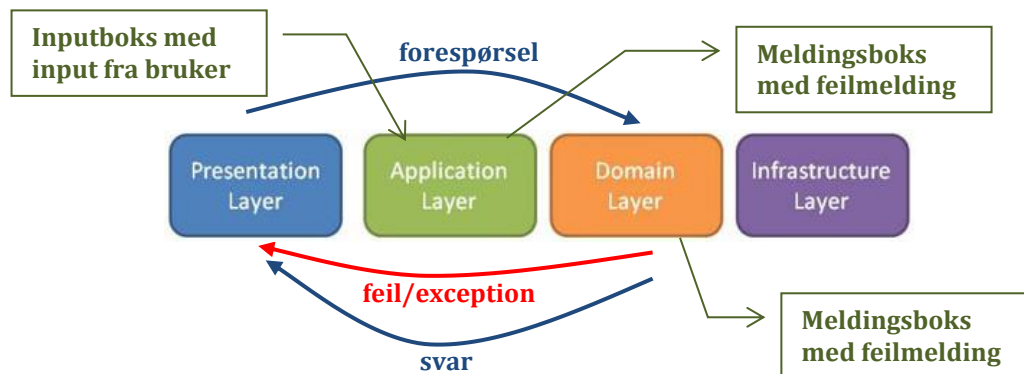 Inputboks med
input fra bruker
forespørsel
Meldingsboks
med feilmelding
Presentation
Layer
Application
Layer
Domain
Layer
Infrastructure
Layer
feil/exception
svar
Meldingsboks
med feilmelding